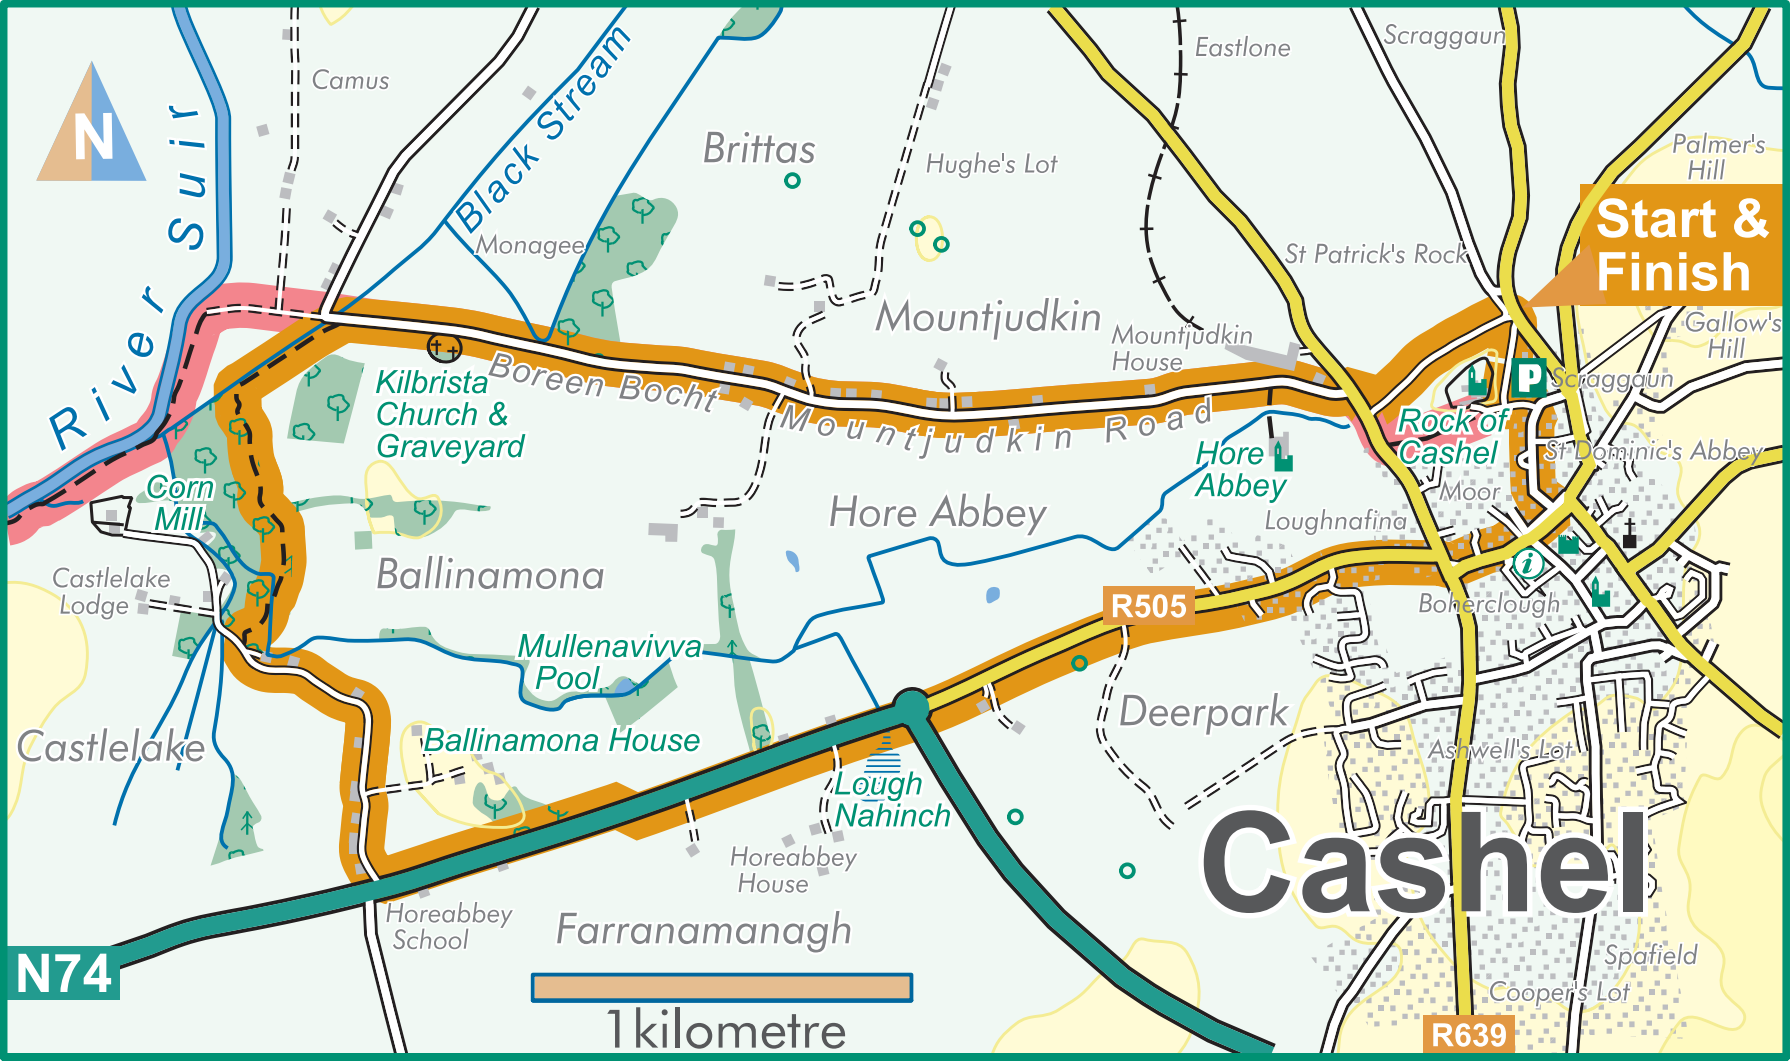 N
Camus
River Suir
Black Stream
Monagee
Brittas
Hughe's Lot
Eastlone
Scraggaun
Palmer's
Hill
Start &
Finish
St Patrick's Rock
Mountjudkin
Mountjudkin
House
Gallow's
Hill
Kilbrista
Church &
Graveyard
Boreen Bocht
Mountjudkin Road
P
Scraggaun
Rock of
Cashel
Hore
Abbey
St Dominic's Abbey
Moor
Corn
Mill
Hore Abbey
Loughnafina
Castlelake
Lodge
Ballinamona
R505
i
Boherclough
Mullenavivva
Pool
Castlelake
Ballinamona House
Deerpark
Ashwell's Lot
Lough
Nahinch
Cashel
Horeabbey
House
Horeabbey
School
Farranamanagh
N74
Spafield
Cooper's Lot
1kilometre
R639